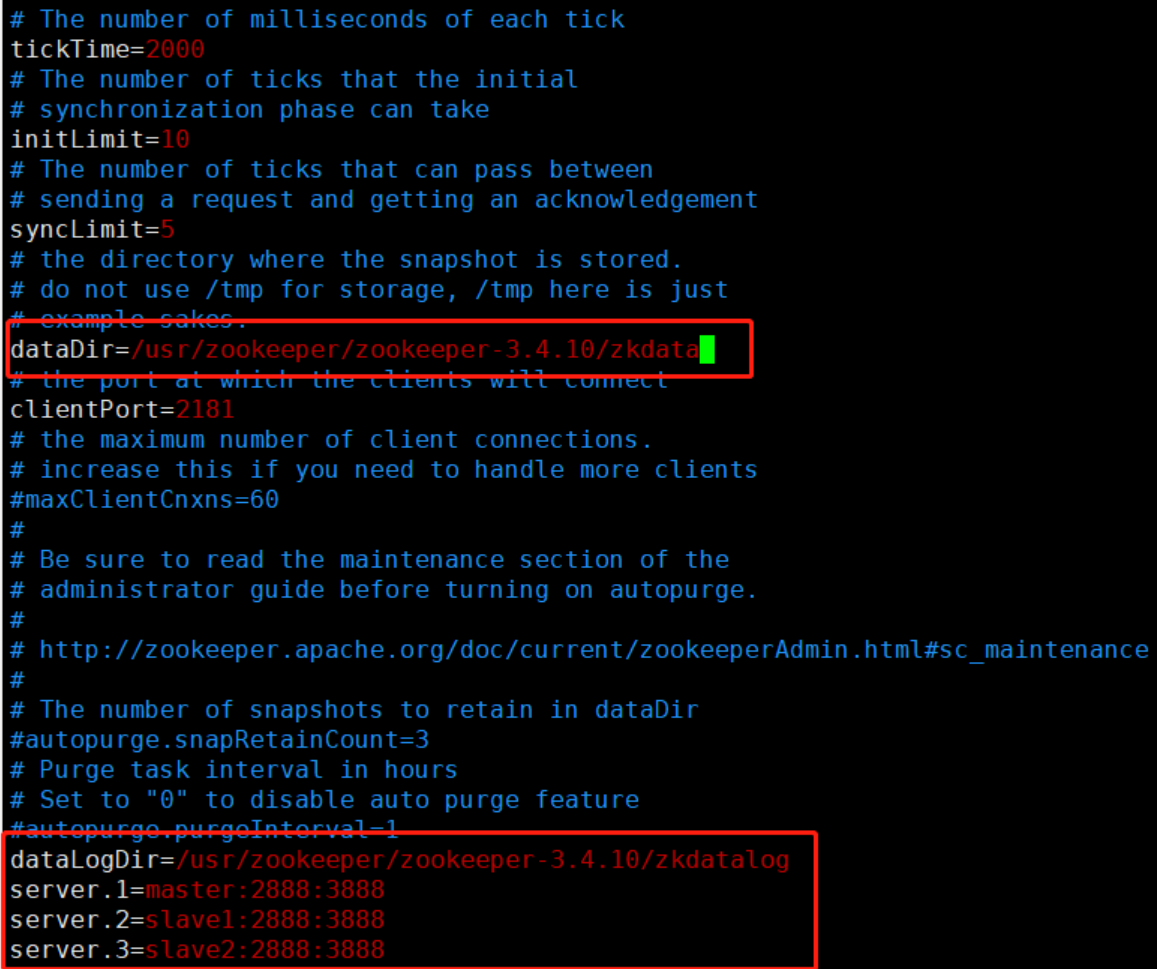 # The number of milliseconds of each tick
tickTime=2000
# The number of ticks that the initial
# synchronization phase can take
initLimit=10
# The number of ticks that can pass between
# sending a request and getting an acknowledgement
syncLimit=5
# the directory where the snapshot is stored.
# do not use /tmp for storage, /tmp here is just
# example sakes.
dataDir=/usr/zookeeper/zookeeper-3.4.10/zkdata
# the port at which the clients will connect
clientPort=2181
# the maximum number of client connections.
# increase this if you need to handle more clients
#maxClientCnxns=60
#
# Be sure to read the maintenance section of the
# administrator guide before turning on autopurge.
#
# http://zookeeper.apache.org/doc/current/zookeeperAdmin.html#sc_maintenance
#
# The number of snapshots to retain in dataDir
#autopurge.snapRetainCount=3
# Purge task interval in hours
# Set to "0" to disable auto purge feature
#autopurge.purgeInterval=1
dataLogDir=/usr/zookeeper/zookeeper-3.4.10/zkdatalog
server.1=master:2888:3888
server.2=slave1:2888:3888
server.3=slave2:2888:3888